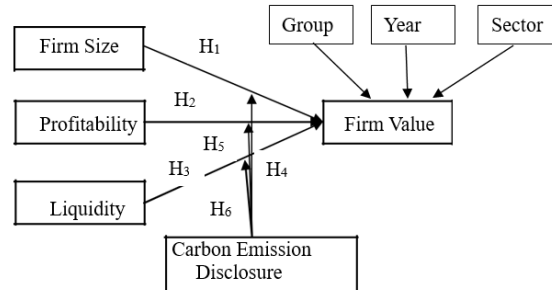 Group
Year
Sector
Firm Size
H₁
Profitability
H₂
Firm Value
H₅
H₃
H₄
Liquidity
H₆
Carbon Emission
Disclosure